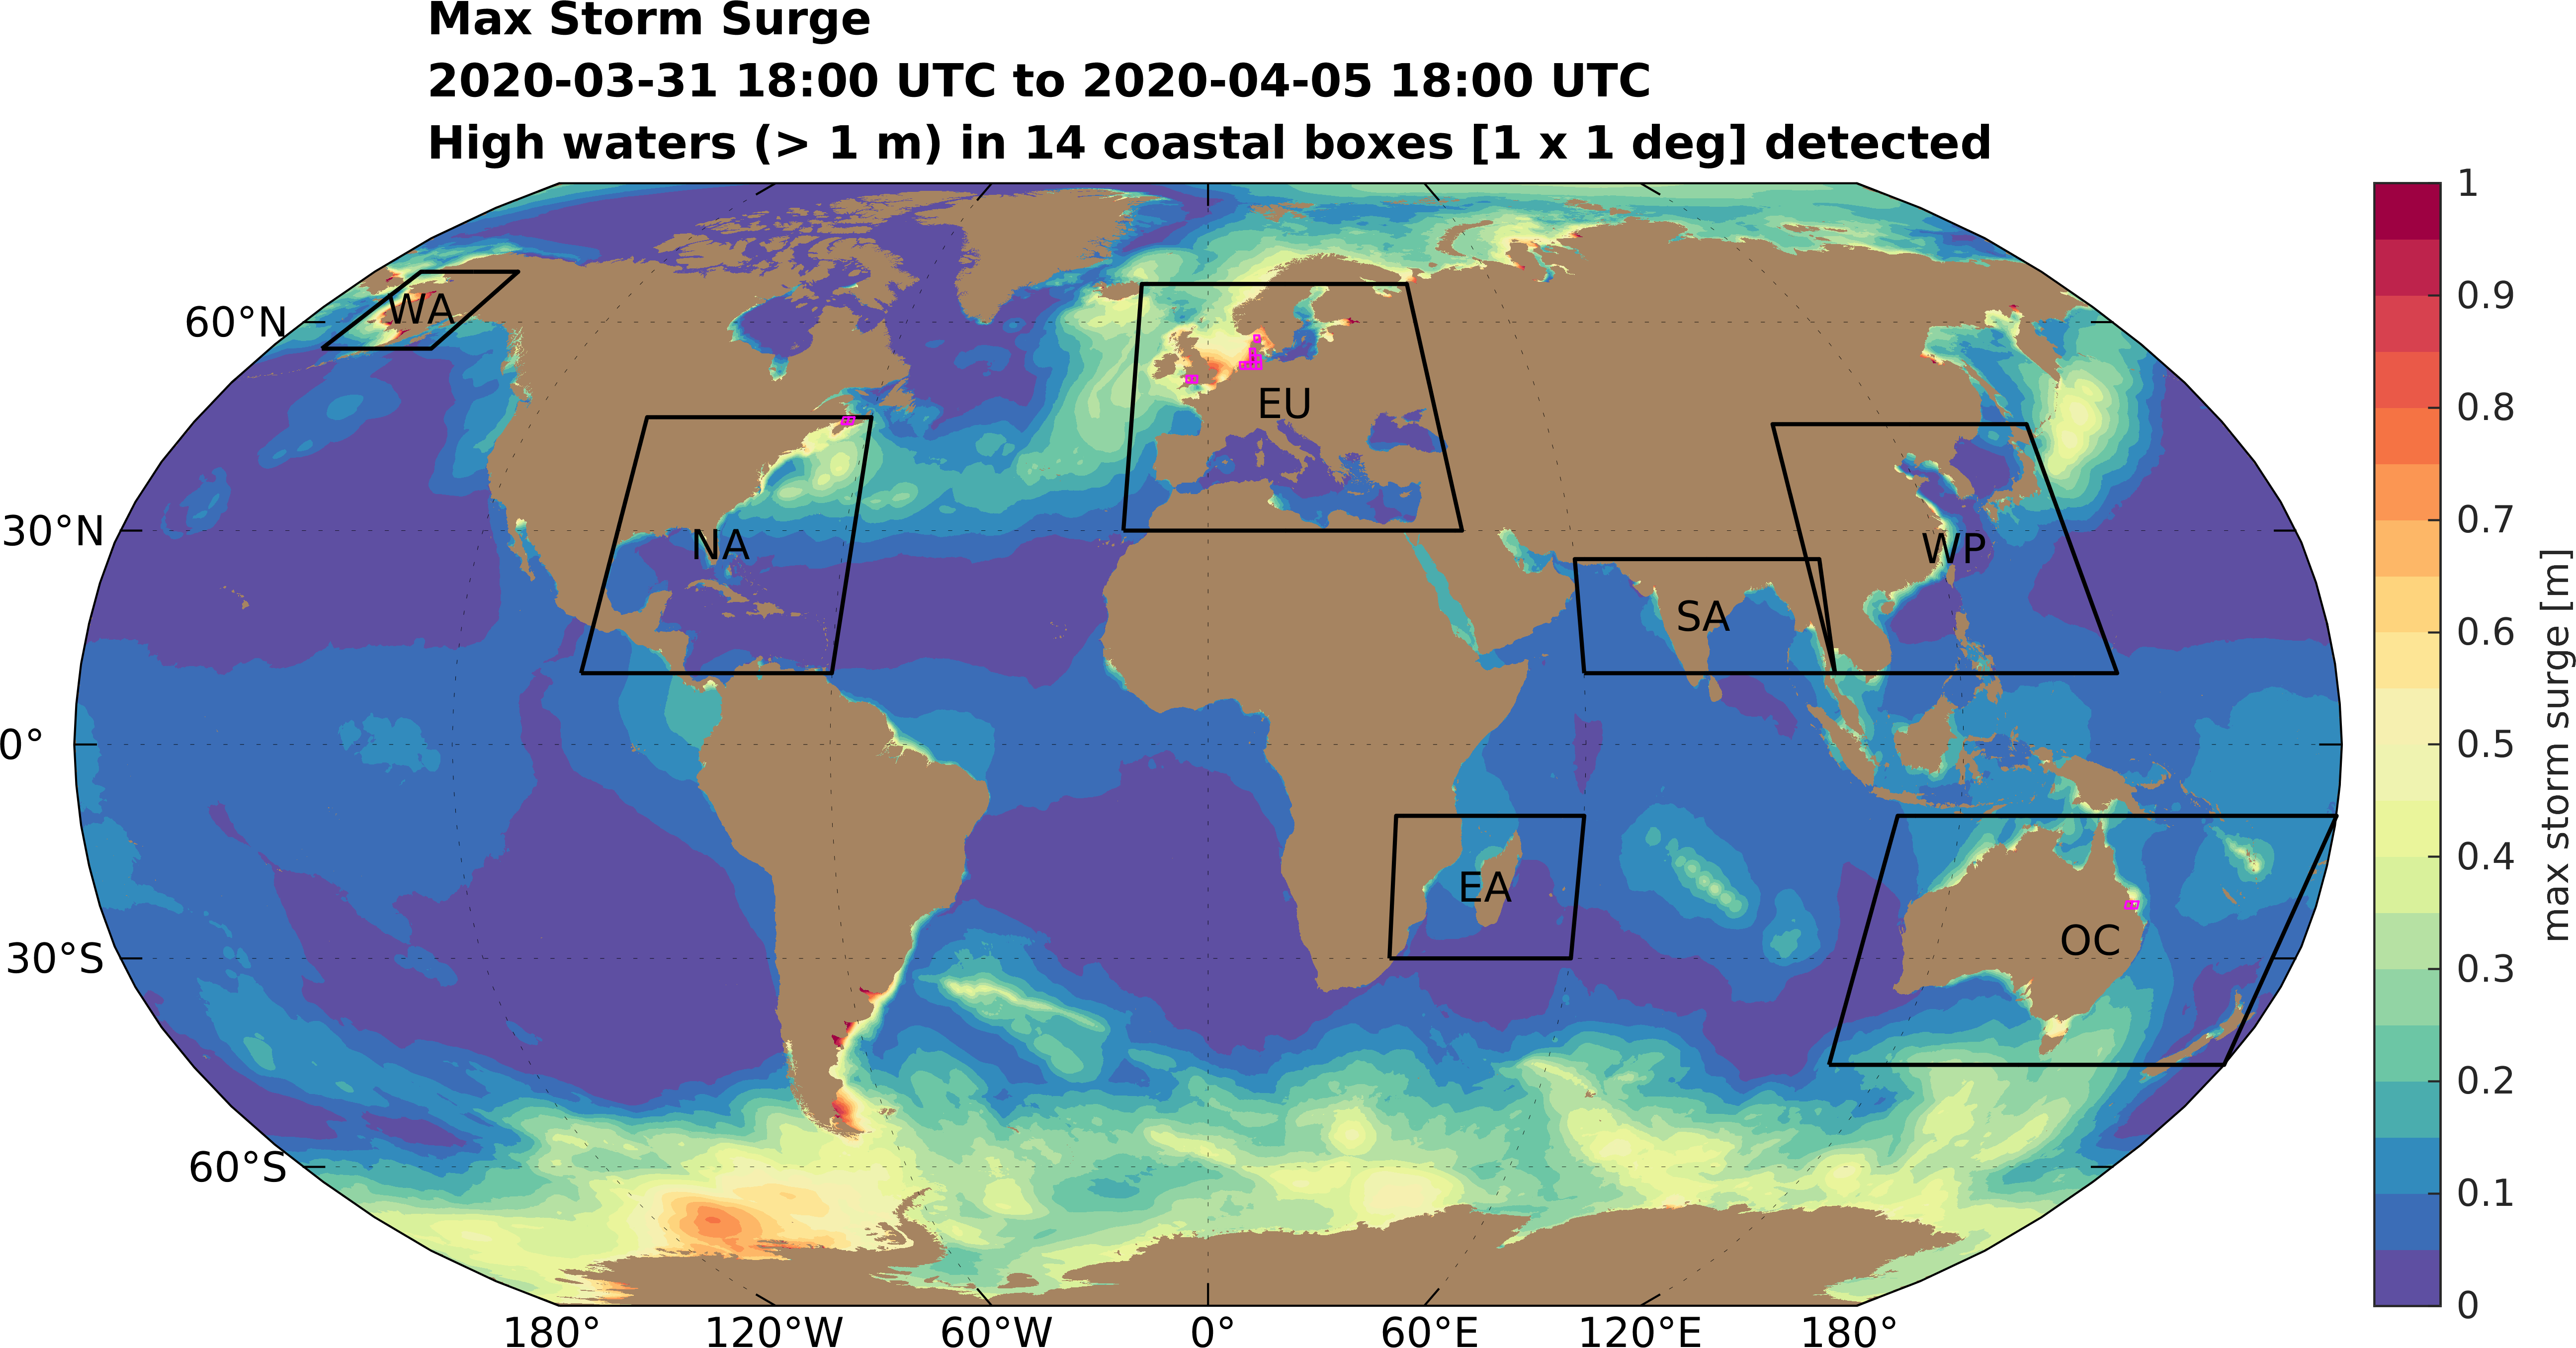 Max Storm Surge
2020-03-31 18:00 UTC to 2020-04-05 18:00 UTC
High waters (> 1 m) in 14 coastal boxes [1 x 1 deg] detected
60°N
30°N
0°
30°S
60°S
WA
NA
EU
SA
WP
EA
OC
180°
120°W
60°W
0°
60°E
120°E
180°
1
0.9
0.8
0.7
0.6
0.5
0.4
0.3
0.2
0.1
0
max storm surge [m]